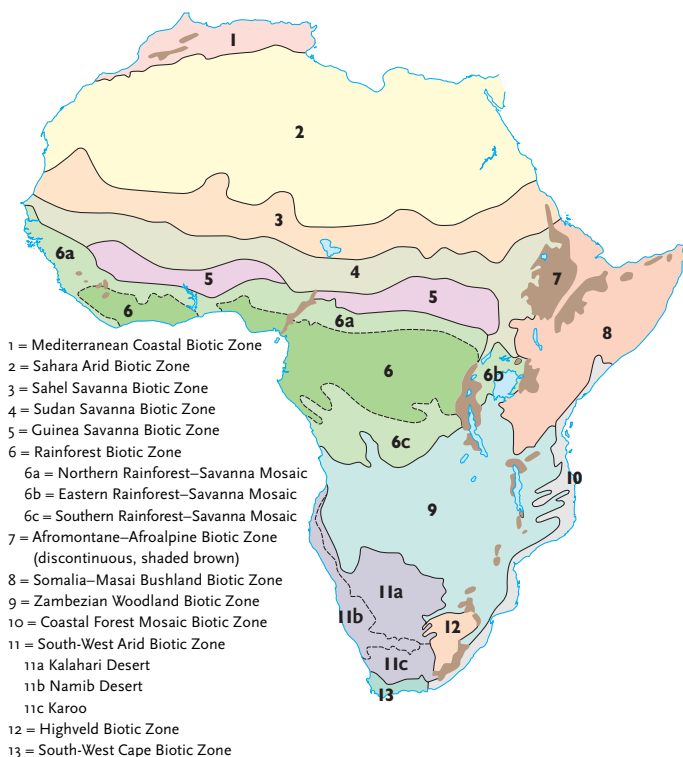 1
2
3
4
5
5
6a
6
6a
6
6b
6c
7
8
9
10
11a
11b
11c
12
13
1 = Mediterranean Coastal Biotic Zone
2 = Sahara Arid Biotic Zone
3 = Sahel Savanna Biotic Zone
4 = Sudan Savanna Biotic Zone
5 = Guinea Savanna Biotic Zone
6 = Rainforest Biotic Zone
6a = Northern Rainforest–Savanna Mosaic
6b = Eastern Rainforest–Savanna Mosaic
6c = Southern Rainforest–Savanna Mosaic
7 = Afromontane–Afroalpine Biotic Zone
(discontinuous, shaded brown)
8 = Somalia–Masai Bushland Biotic Zone
9 = Zambezian Woodland Biotic Zone
10 = Coastal Forest Mosaic Biotic Zone
11 = South-West Arid Biotic Zone
11a Kalahari Desert
11b Namib Desert
11c Karoo
12 = Highveld Biotic Zone
13 = South-West Cape Biotic Zone